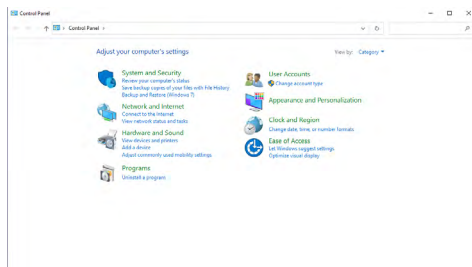 Control Panel
Control Panel
Adjust your computer's settings
View by: Category
System and Security
Review your computer's status
Save backup copies of your files with File History
Backup and Restore (Windows 7)
Network and Internet
Connect to the Internet
View network status and tasks
Hardware and Sound
View devices and printers
Add a device
Adjust commonly used mobility settings
Programs
Uninstall a program
User Accounts
Change account type
Appearance and Personalization
Clock and Region
Change date, time, or number formats
Ease of Access
Let Windows suggest settings
Optimize visual display